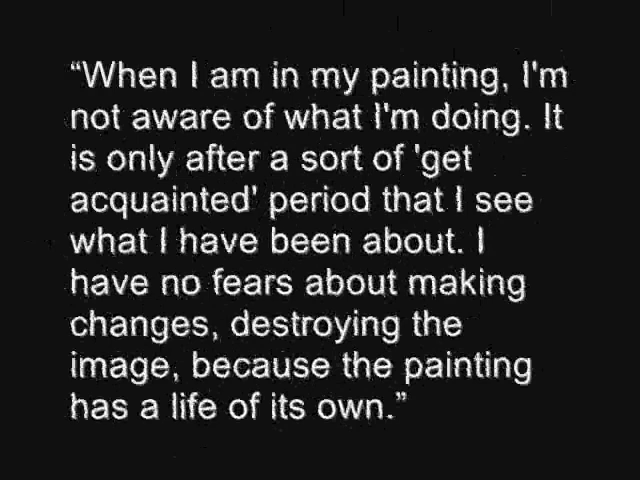 “When I am in my painting, I'm
not aware of what I'm doing. It
is only after a sort of 'get
acquainted' period that I see
what I have been about. I
have no fears about making
changes, destroying the
image, because the painting
has a life of its own.”